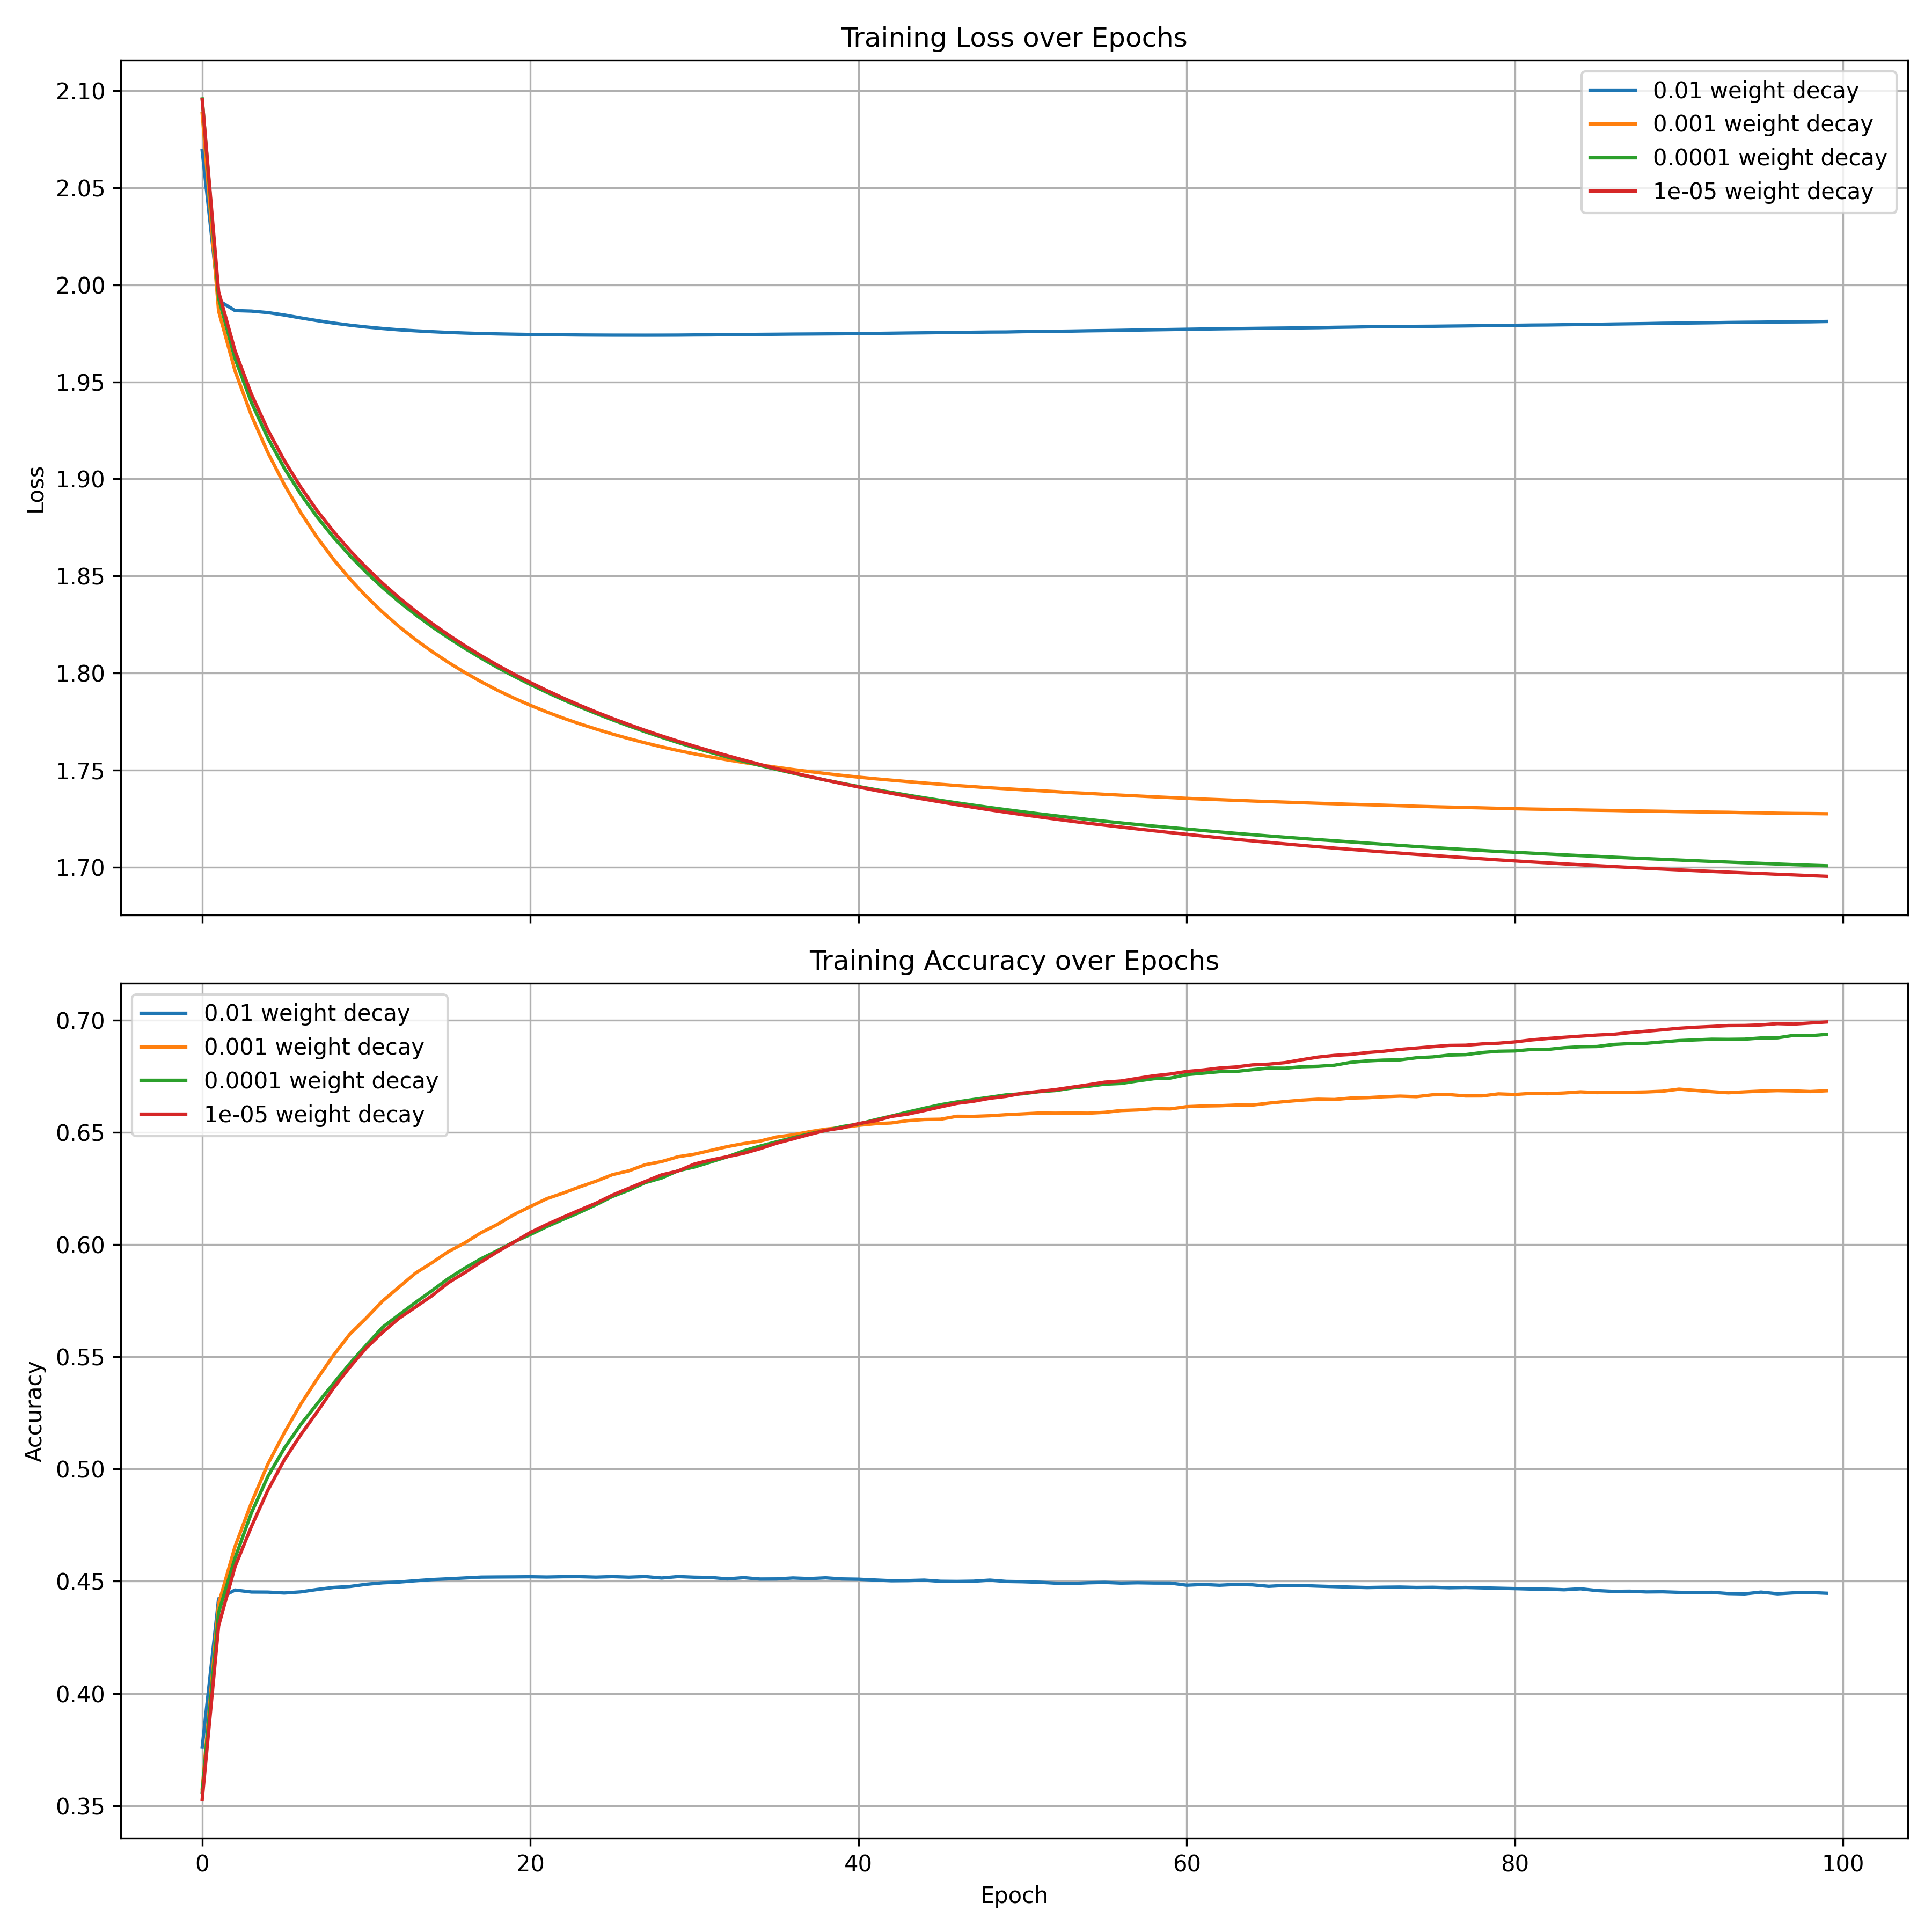 Training Loss over Epochs
Loss
2.10
2.05
2.00
1.95
1.90
1.85
1.80
1.75
1.70
0.01 weight decay
0.001 weight decay
0.0001 weight decay
1e-05 weight decay
Training Accuracy over Epochs
Accuracy
0.70
0.65
0.60
0.55
0.50
0.45
0.40
0.35
0.01 weight decay
0.001 weight decay
0.0001 weight decay
1e-05 weight decay
0 20 40 60 80 100
Epoch